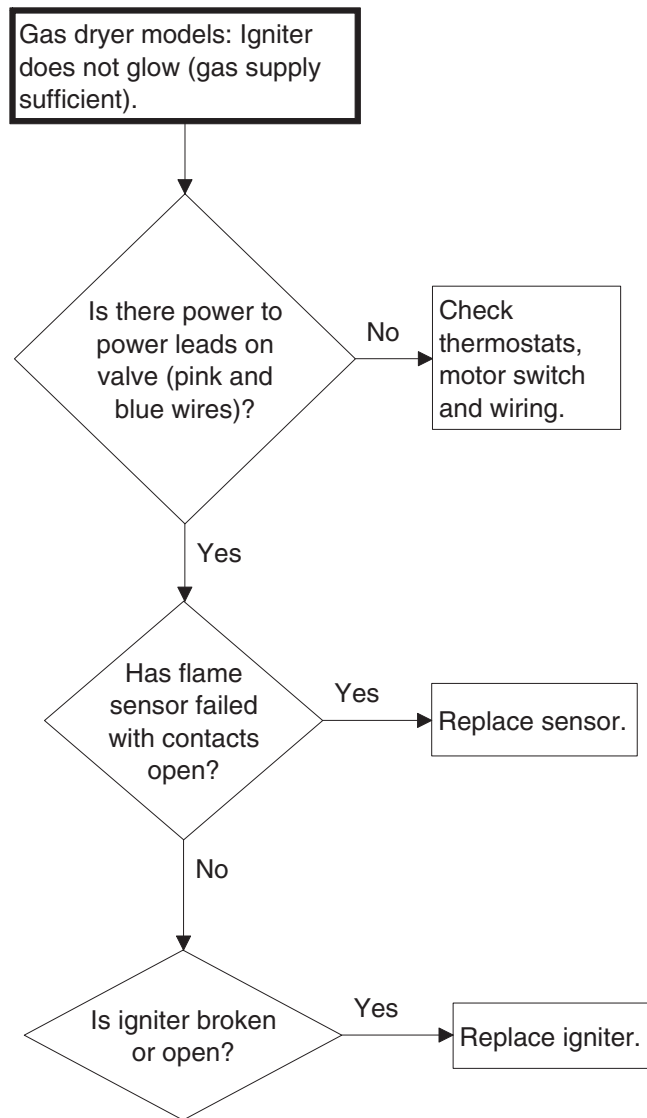 Gas dryer models: Igniter
does not glow (gas supply
sufficient).
Is there power to
power leads on
valve (pink and
blue wires)?
No
Check
thermostats,
motor switch
and wiring.
Yes
Has flame
sensor failed
with contacts
open?
Yes
Replace sensor.
No
Is igniter broken
or open?
Yes
Replace igniter.